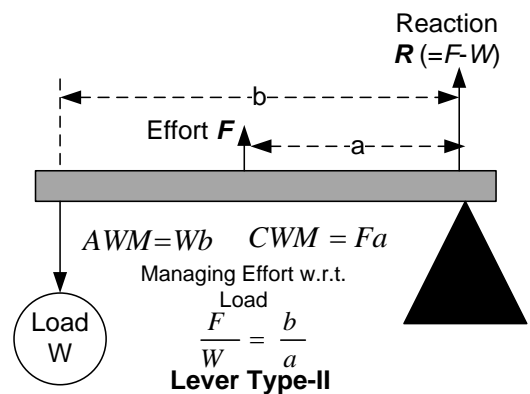 Reaction
R (=F-W)
b
Effort F
a
AWM=Wb CWM = Fa
Managing Effort w.r.t.
Load
Load
W
F/W = b/a
Lever Type-II